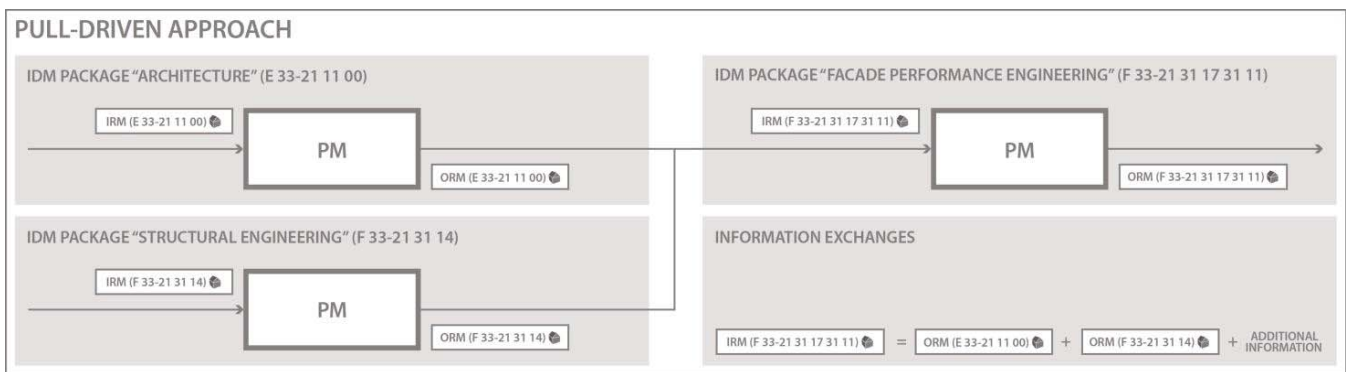 PULL-DRIVEN APPROACH
IDM PACKAGE "ARCHITECTURE" (E 33-21 11 00)
IRM (E 33-21 11 00)
PM
ORM (E 33-21 11 00)
IDM PACKAGE "FACADE PERFORMANCE ENGINEERING" (F 33-21 31 17 31 11)
IRM (F 33-21 31 17 31 11)
PM
ORM (F 33-21 31 17 31 11)
IDM PACKAGE "STRUCTURAL ENGINEERING" (F 33-21 31 14)
IRM (F 33-21 31 14)
PM
ORM (F 33-21 31 14)
INFORMATION EXCHANGES
IRM (F 33-21 31 17 31 11) = ORM (E 33-21 11 00) + ORM (F 33-21 31 14) + ADDITIONAL
INFORMATION